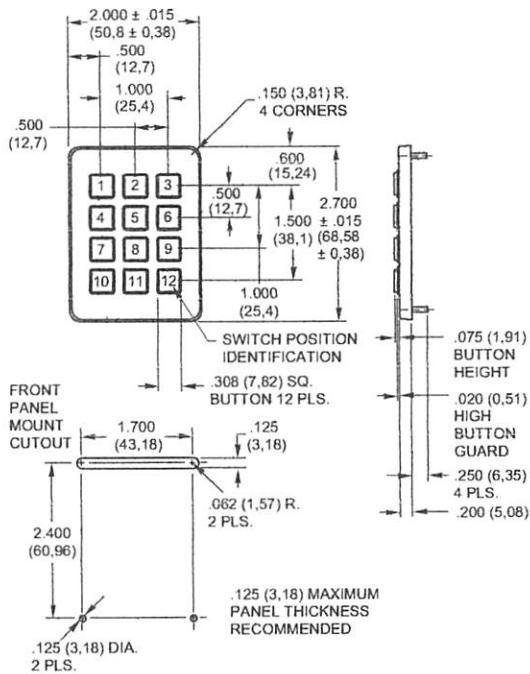 2.000 ± .015
(50,8 ± 0,38)
.500
(12,7)
1.000
(25,4)
.500
(12,7)
.150 (3,81) R.
4 CORNERS
.600
(15,24)
.500
(12,7)
1.500
(38,1)
2.700
± .015
(68,58
± 0,38)
1.000
(25,4)
1 2 3
4 5 6
7 8 9
10 11 12
SWITCH POSITION
IDENTIFICATION
.308 (7,82) SQ.
BUTTON 12 PLS.
.075 (1,91)
BUTTON
HEIGHT
.020 (0,51)
HIGH
BUTTON
GUARD
.250 (6,35)
4 PLS.
.200 (5,08)
FRONT
PANEL
MOUNT
CUTOUT
1.700
(43,18)
.125
(3,18)
.062 (1,57) R.
2 PLS.
2.400
(60,96)
.125 (3,18) DIA.
2 PLS.
.125 (3,18) MAXIMUM
PANEL THICKNESS
RECOMMENDED